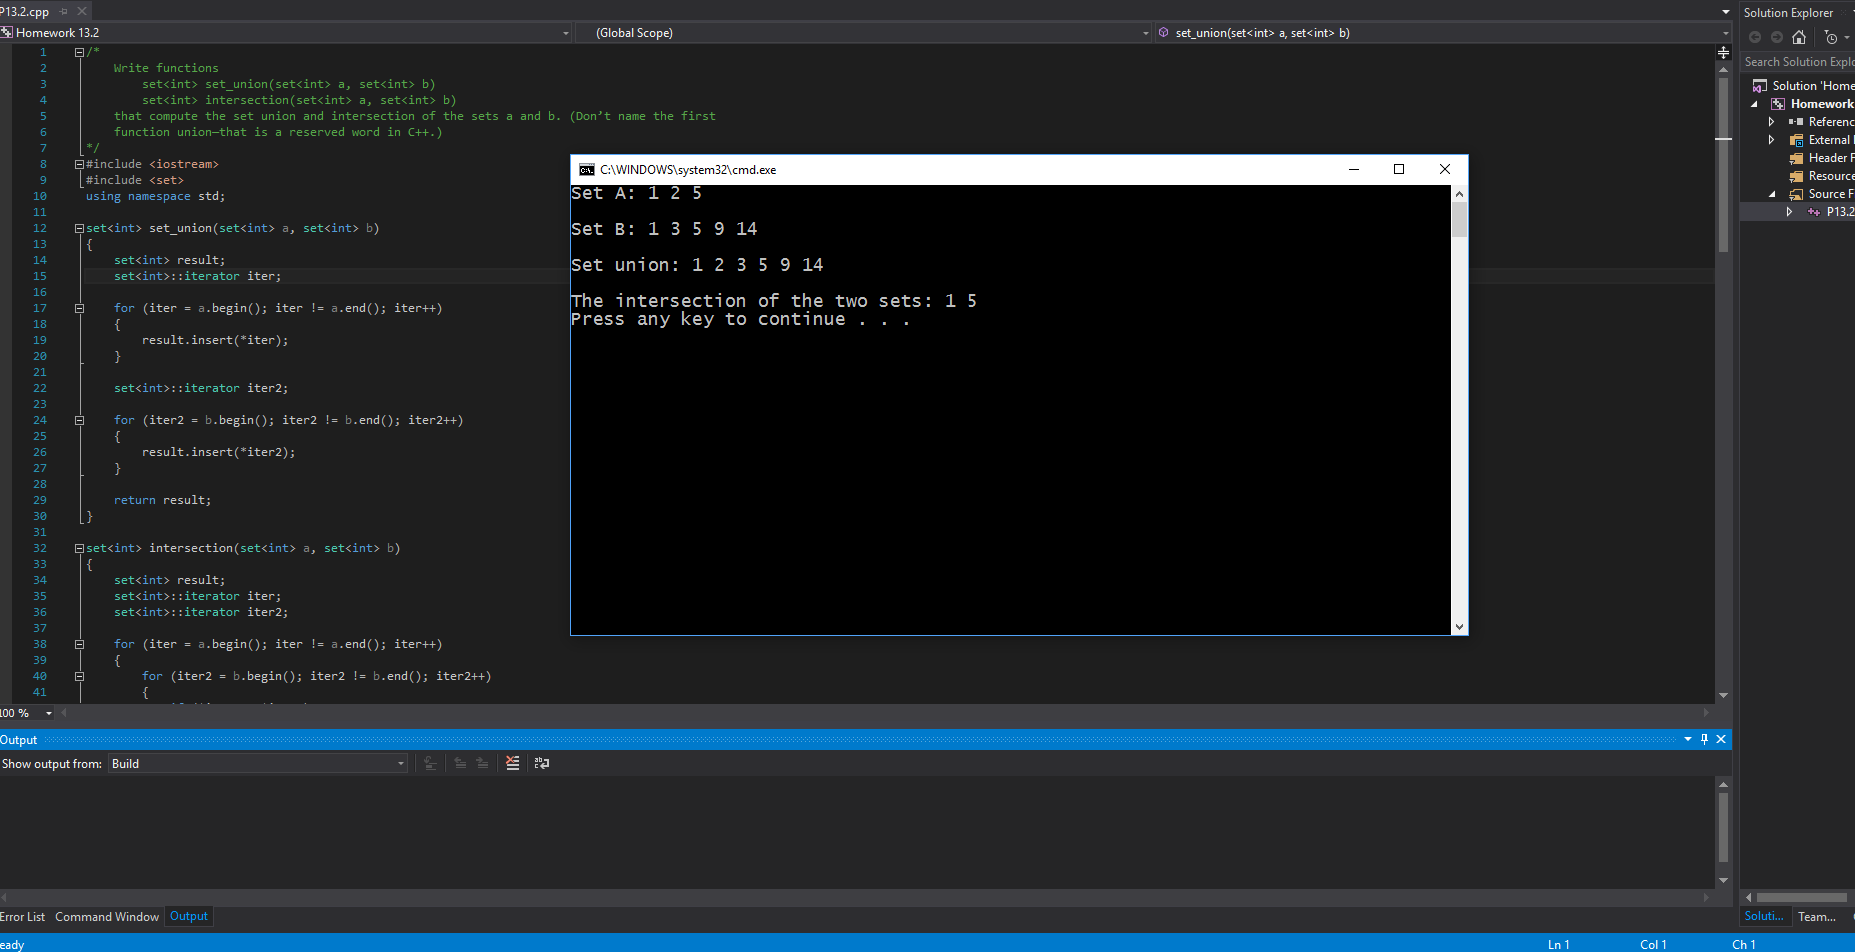 P13.2.cpp
Homework 13.2
(Global Scope)
set_union(set<int> a, set<int> b)
1 /*
2 Write functions
3 set<int> set_union(set<int> a, set<int> b)
4 set<int> intersection(set<int> a, set<int> b)
5 that compute the set union and intersection of the sets a and b. (Don’t name the first
6 function union—that is a reserved word in C++.)
7 */
8 #include <iostream>
9 #include <set>
10 using namespace std;
11
12 set<int> set_union(set<int> a, set<int> b)
13 {
14 set<int> result;
15 set<int>::iterator iter;
16
17 for (iter = a.begin(); iter != a.end(); iter++)
18 {
19 result.insert(*iter);
20 }
21
22 set<int>::iterator iter2;
23
24 for (iter2 = b.begin(); iter2 != b.end(); iter2++)
25 {
26 result.insert(*iter2);
27 }
28
29 return result;
30 }
31
32 set<int> intersection(set<int> a, set<int> b)
33 {
34 set<int> result;
35 set<int>::iterator iter;
36 set<int>::iterator iter2;
37
38 for (iter = a.begin(); iter != a.end(); iter++)
39 {
40 for (iter2 = b.begin(); iter2 != b.end(); iter2++)
41 {
C:\WINDOWS\system32\cmd.exe
Set A: 1 2 5
Set B: 1 3 5 9 14
Set union: 1 2 3 5 9 14
The intersection of the two sets: 1 5
Press any key to continue . . .
Solution Explorer
Search Solution Explo
Solution 'Home
Homework
Referenc
External
Header F
Resource
Source F
P13.2
Soluti...
Team...
00 %
Output
Show output from: Build
Error List
Command Window
Output
eady
Ln 1
Col 1
Ch 1